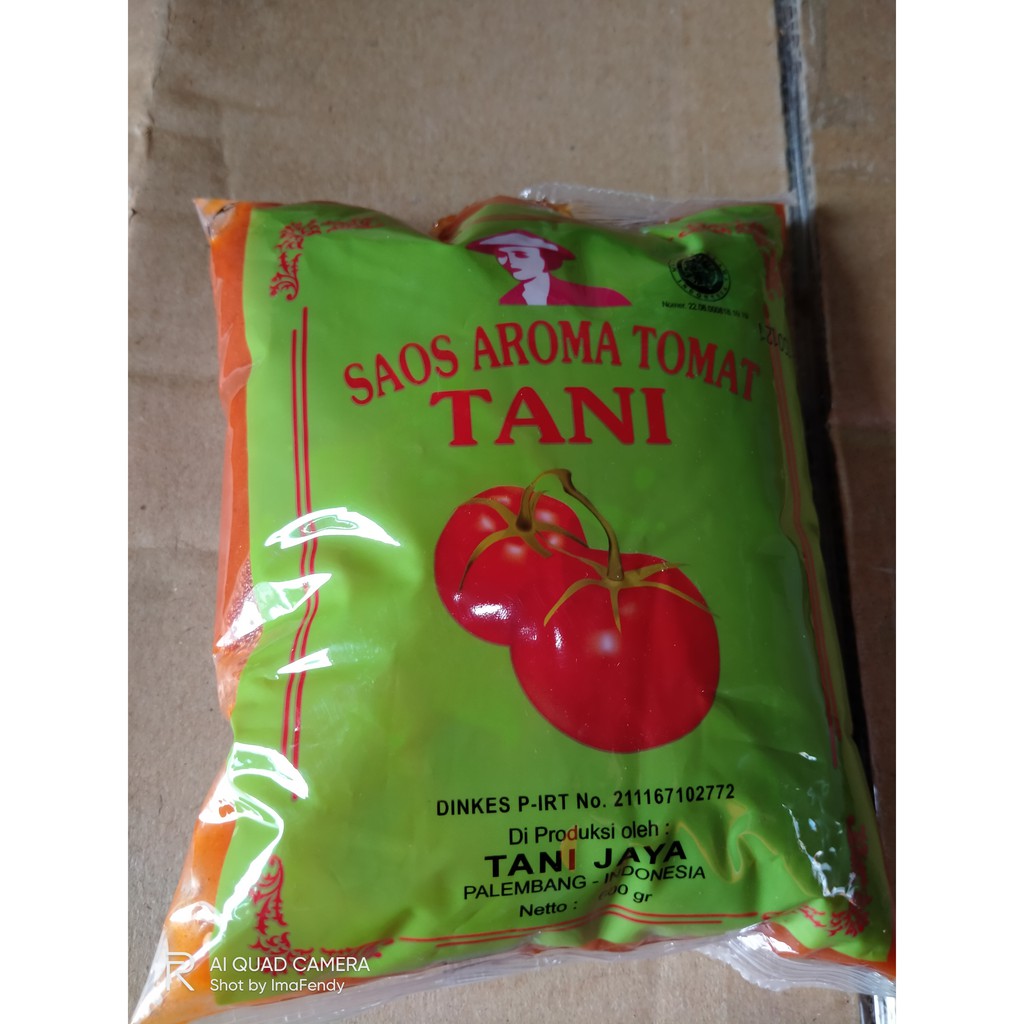 SAOS AROMA TOMAT
TANI
DINKES P-IRT No. 211167102772
Di Produksi oleh :
TANI JAYA
PALEMBANG - INDONESIA
Netto : gr
AI QUAD CAMERA
Shot by ImaFendy